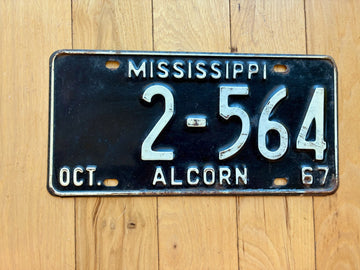 MISSISSIPPI
2-564
OCT. ALCORN 67